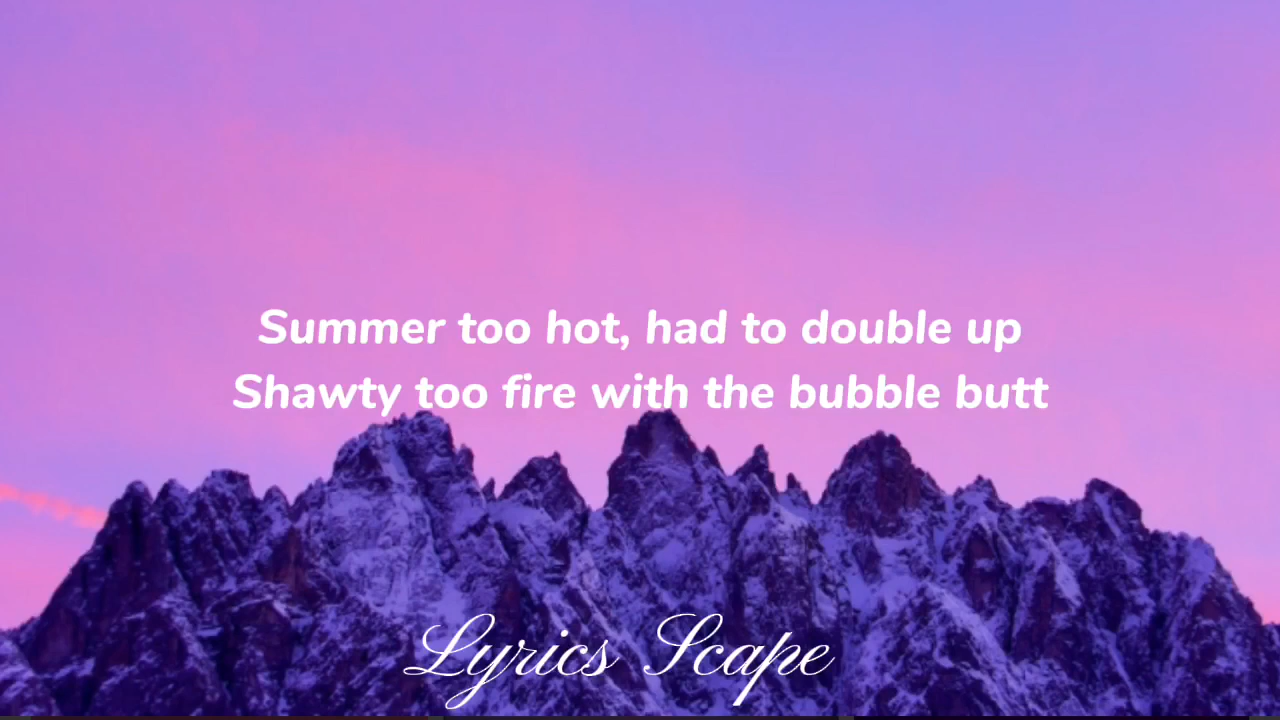 Summer too hot, had to double up
Shawty too fire with the bubble butt
Lyrics Scape